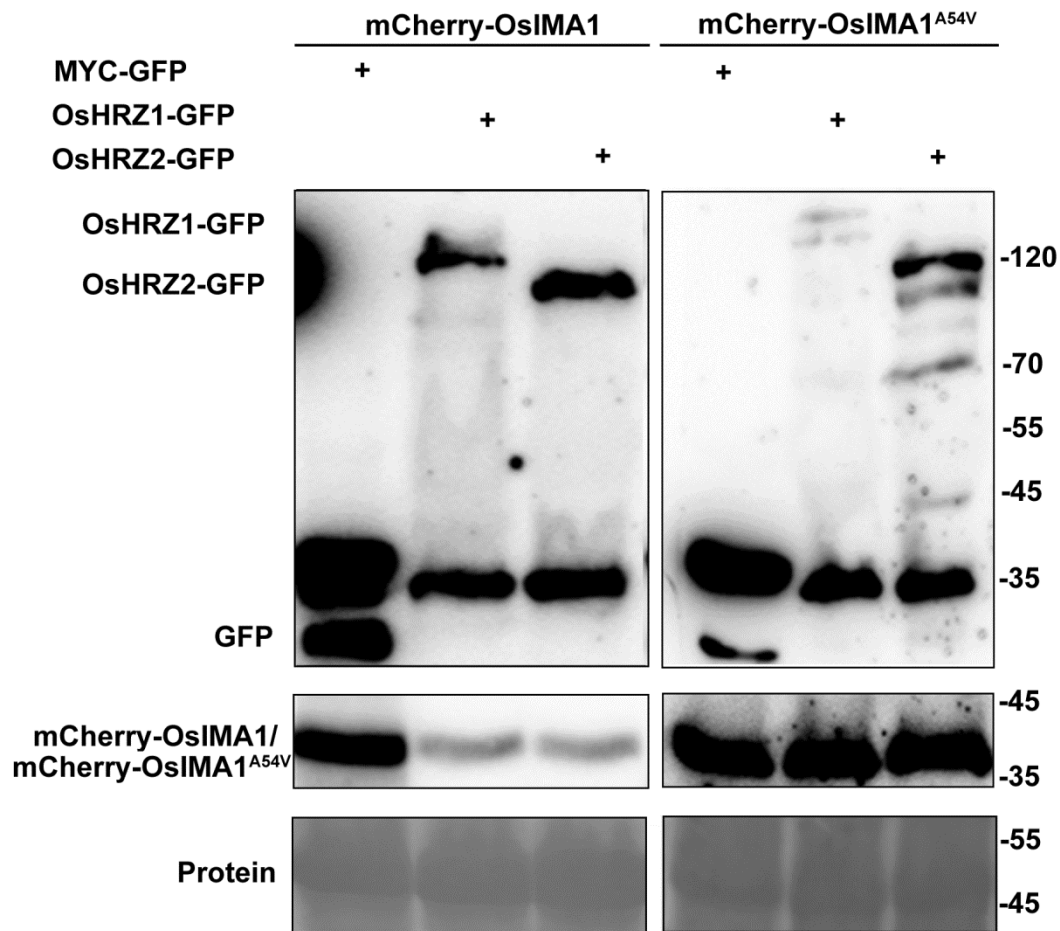 mCherry-OsIMA1 mCherry-OsIMA1A54V
MYC-GFP + +
OsHRZ1-GFP + +
OsHRZ2-GFP + +
OsHRZ1-GFP
-120
OsHRZ2-GFP
-70
-55
-45
-35
GFP
-45
mCherry-OsIMA1/
mCherry-OsIMA1A54V
-35
-55
Protein
-45